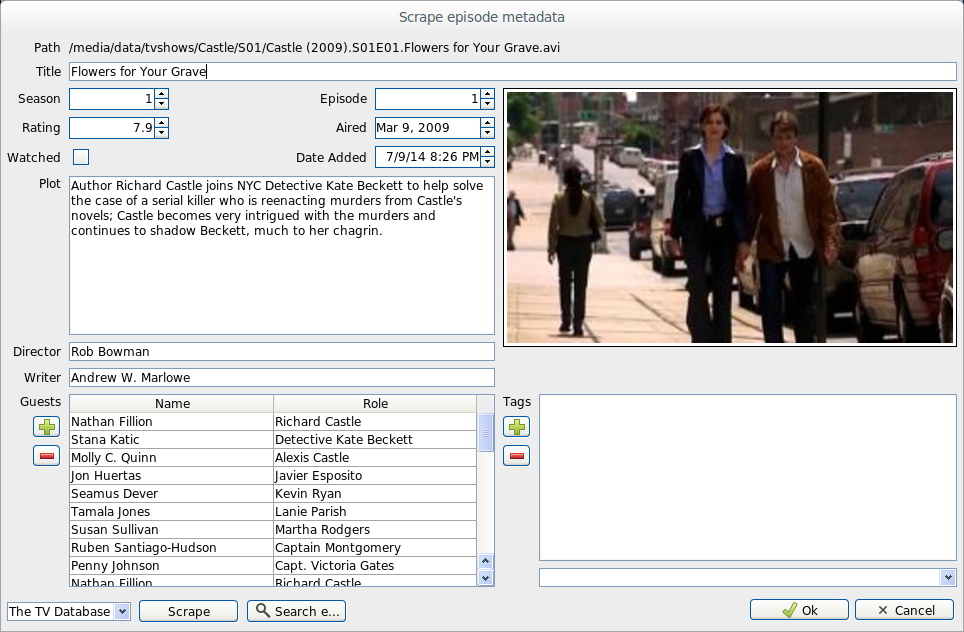 Scrape episode metadata
Path /media/data/tvshows/Castle/S01/Castle (2009).S01E01.Flowers for Your Grave.avi
Title Flowers for Your Grave
Season 1 Episode 1
Rating 7.9 Aired Mar 9, 2009
Watched Date Added 7/9/14 8:26 PM
Plot Author Richard Castle joins NYC Detective Kate Beckett to help solve
the case of a serial killer who is reenacting murders from Castle's
novels; Castle becomes very intrigued with the murders and
continues to shadow Beckett, much to her chagrin.
Director Rob Bowman
Writer Andrew W. Marlowe
Guests Name Role Tags
Nathan Fillion Richard Castle
Stana Katic Detective Kate Beckett
Molly C. Quinn Alexis Castle
Jon Huertas Javier Esposito
Seamus Dever Kevin Ryan
Tamala Jones Lanie Parish
Susan Sullivan Martha Rodgers
Ruben Santiago-Hudson Captain Montgomery
Penny Johnson Capt. Victoria Gates
Nathan Fillion Richard Castle
The TV Database Scrape Search e... Ok Cancel